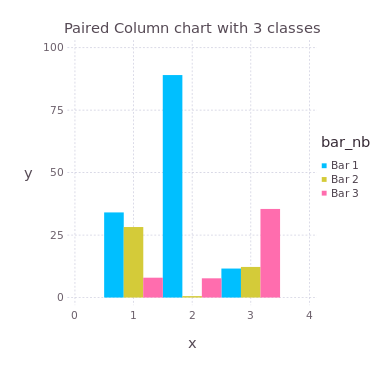 Paired Column chart with 3 classes
100
75
50
25
0
y
0 1 2 3 4
x
bar_nb
Bar 1
Bar 2
Bar 3